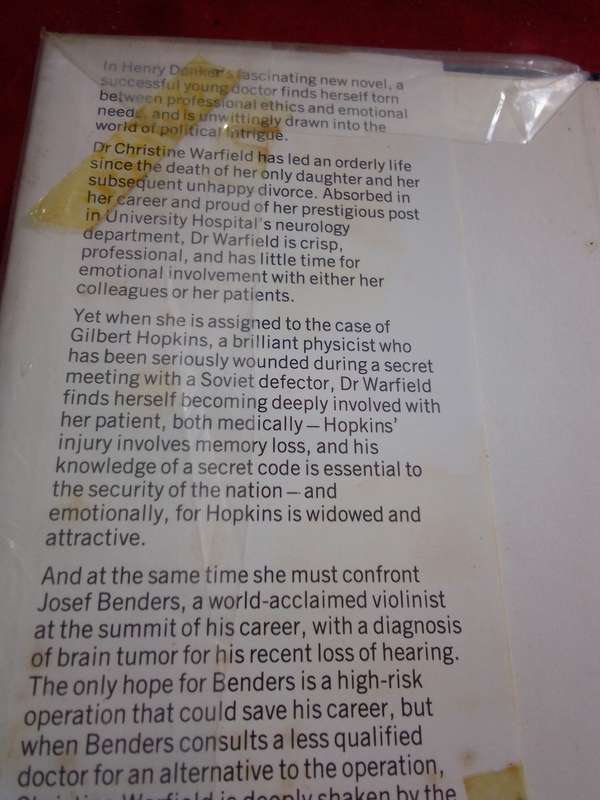 In Henry Denker's fascinating new novel, a
successful young doctor finds herself torn
between professional ethics and emotional
need, and is unwittingly drawn into the
world of political intrigue.
Dr Christine Warfield has led an orderly life
since the death of her only daughter and her
subsequent unhappy divorce. Absorbed in
her career and proud of her prestigious post
in University Hospital's neurology
department, Dr Warfield is crisp,
professional, and has little time for
emotional involvement with either her
colleagues or her patients.
Yet when she is assigned to the case of
Gilbert Hopkins, a brilliant physicist who
has been seriously wounded during a secret
meeting with a Soviet defector, Dr Warfield
finds herself becoming deeply involved with
her patient, both medically — Hopkins'
injury involves memory loss, and his
knowledge of a secret code is essential to
the security of the nation — and
emotionally, for Hopkins is widowed and
attractive.
And at the same time she must confront
Josef Benders, a world-acclaimed violinist
at the summit of his career, with a diagnosis
of brain tumor for his recent loss of hearing.
The only hope for Benders is a high-risk
operation that could save his career, but
when Benders consults a less qualified
doctor for an alternative to the operation,
Christine Warfield is deeply shaken by the